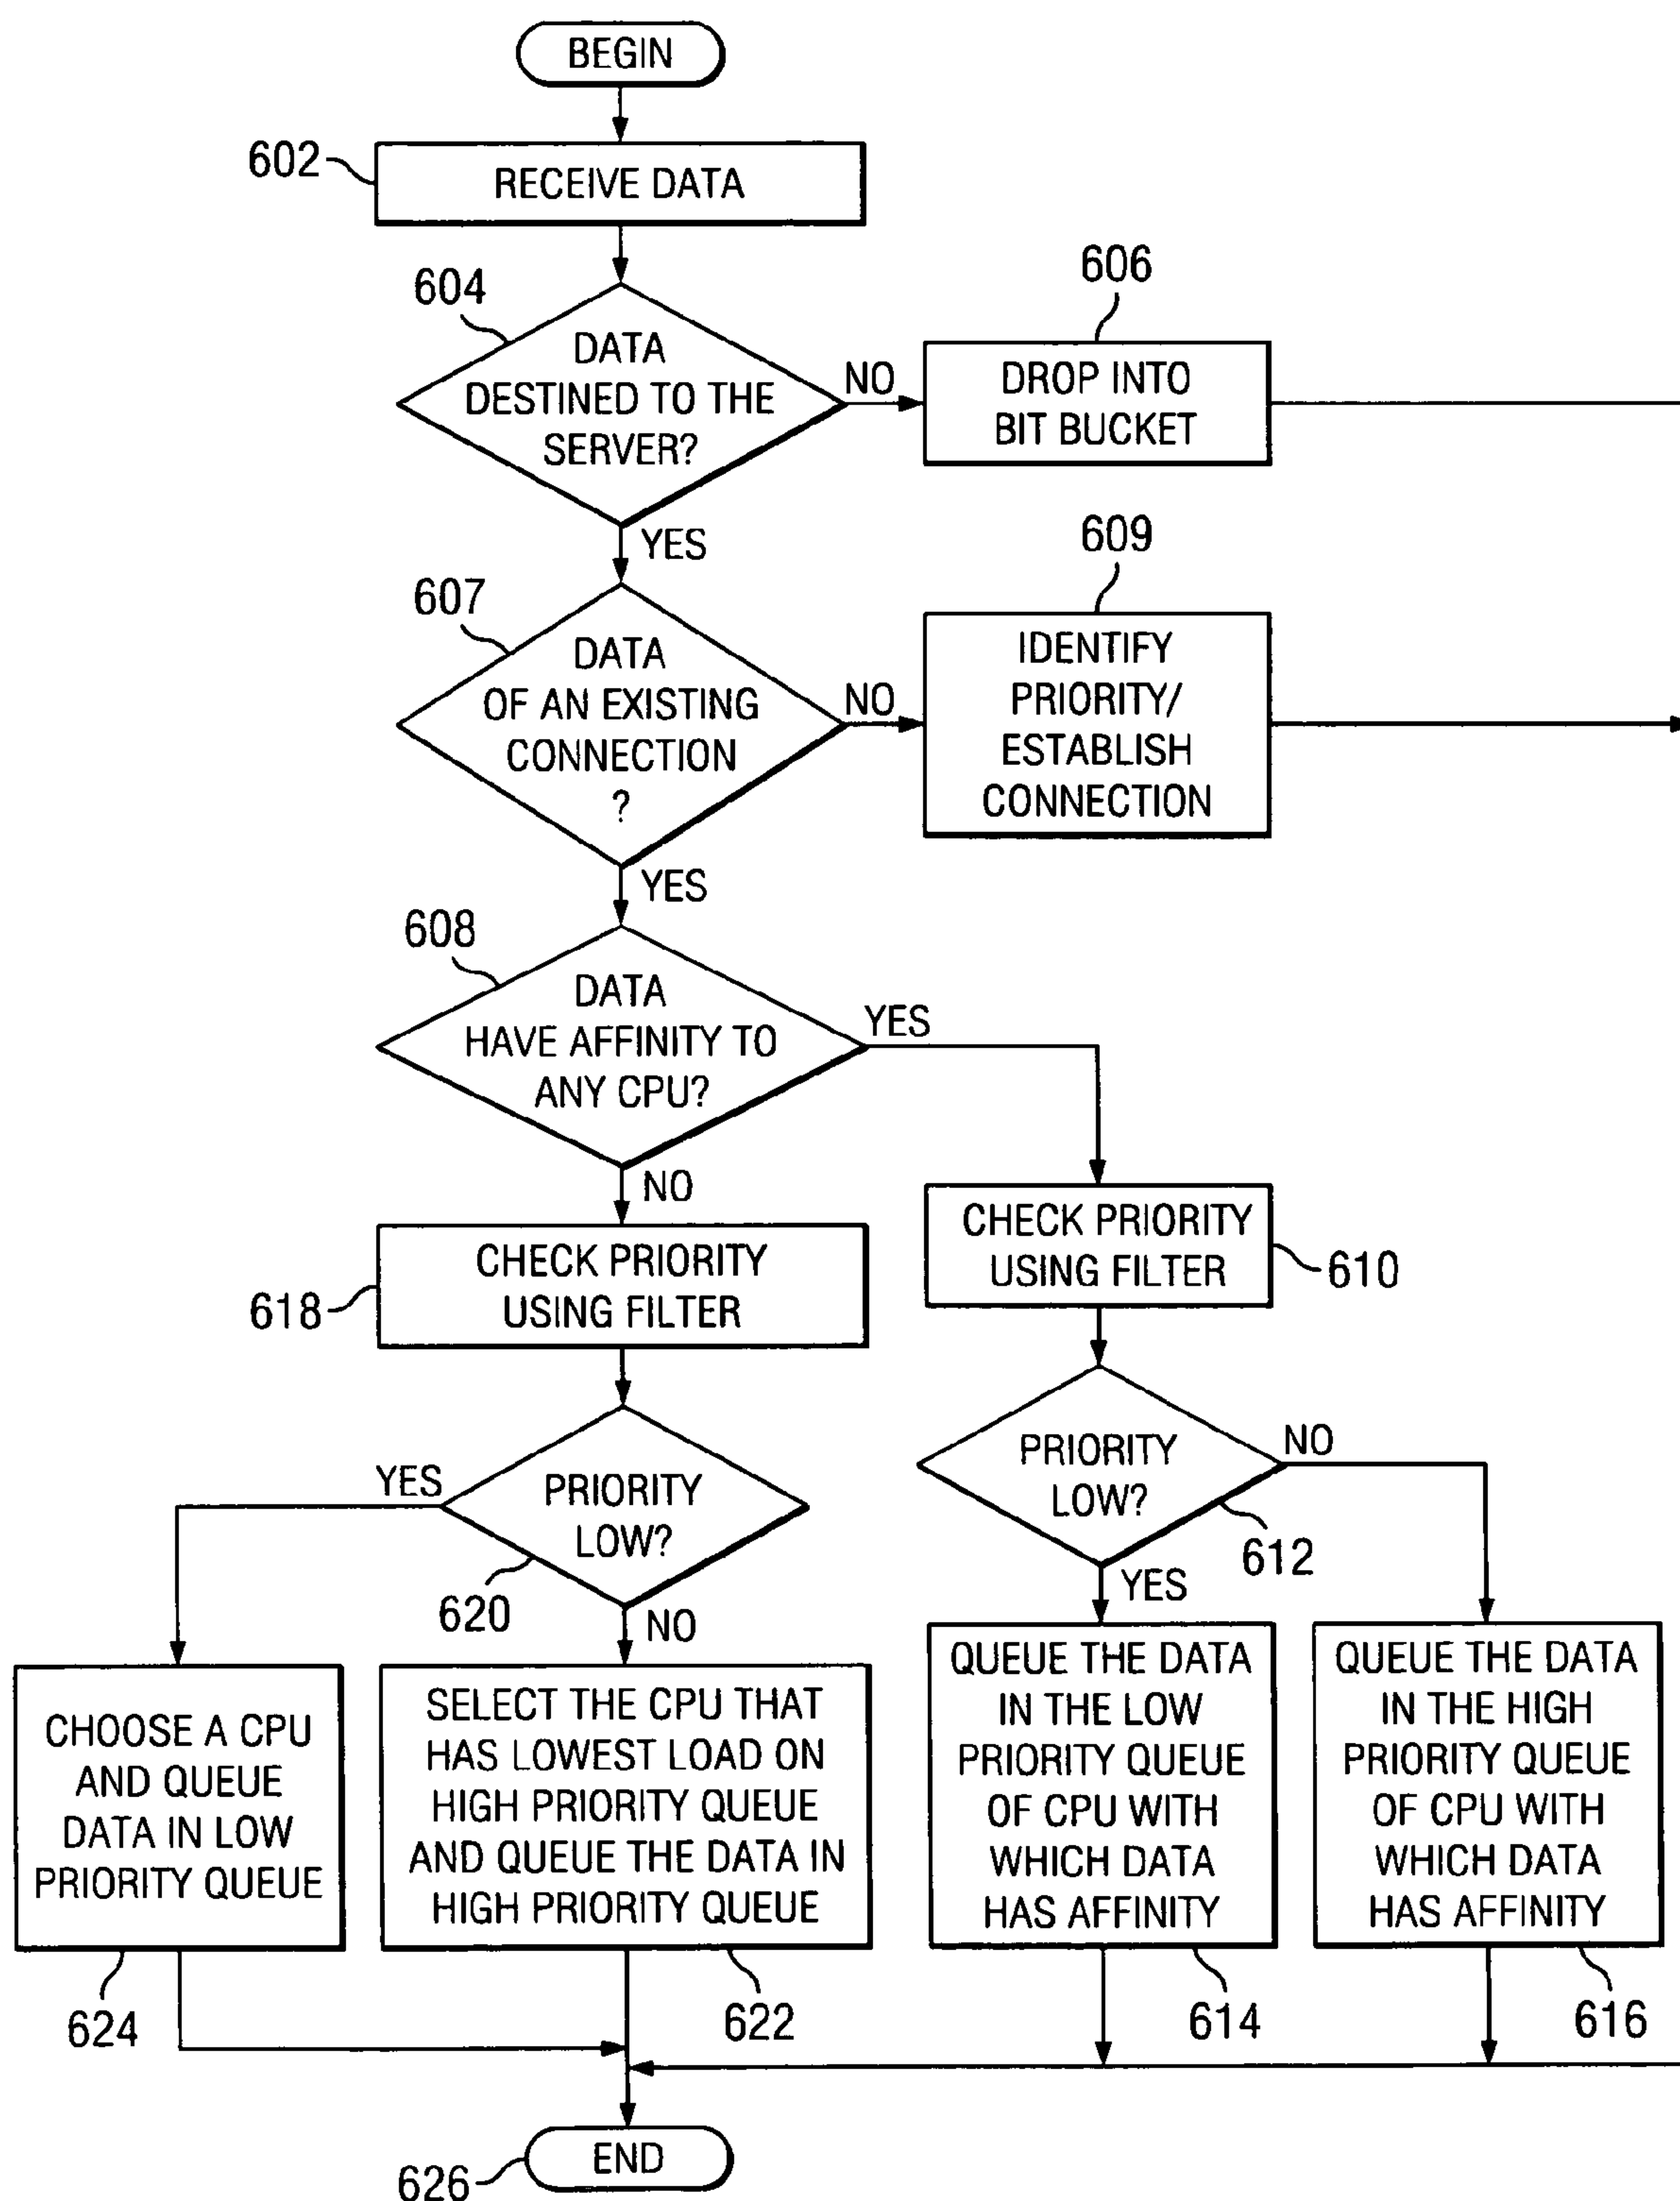 BEGIN
602
RECEIVE DATA
604
DATA
DESTINED TO THE
SERVER?
NO
606
DROP INTO
BIT BUCKET
YES
607
DATA
OF AN EXISTING
CONNECTION
?
NO
609
IDENTIFY
PRIORITY/
ESTABLISH
CONNECTION
YES
608
DATA
HAVE AFFINITY TO
ANY CPU?
YES
NO
CHECK PRIORITY
USING FILTER
618
CHECK PRIORITY
USING FILTER
610
YES
PRIORITY
LOW?
620
NO
PRIORITY
LOW?
NO
612
YES
CHOOSE A CPU
AND QUEUE
DATA IN LOW
PRIORITY QUEUE
624
SELECT THE CPU THAT
HAS LOWEST LOAD ON
HIGH PRIORITY QUEUE
AND QUEUE THE DATA IN
HIGH PRIORITY QUEUE
622
QUEUE THE DATA
IN THE LOW
PRIORITY QUEUE
OF CPU WITH
WHICH DATA
HAS AFFINITY
614
QUEUE THE DATA
IN THE HIGH
PRIORITY QUEUE
OF CPU WITH
WHICH DATA
HAS AFFINITY
616
END
626